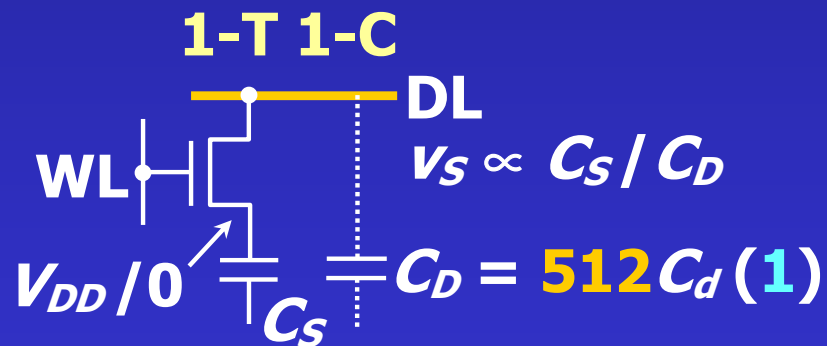 1-T 1-C
DL
WL
vS ∝ CS / CD
VDD / 0
CS
CD = 512Cd (1)